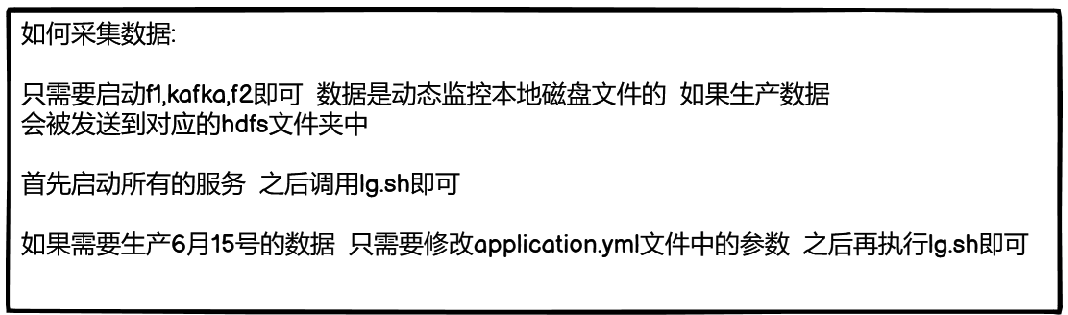 如何采集数据:
只需要启动f1,kafka,f2即可 数据是动态监控本地磁盘文件的 如果生产数据
会被发送到对应的hdfs文件夹中
首先启动所有的服务 之后调用lg.sh即可
如果需要生产6月15号的数据 只需要修改application.yml文件中的参数 之后再执行lg.sh即可